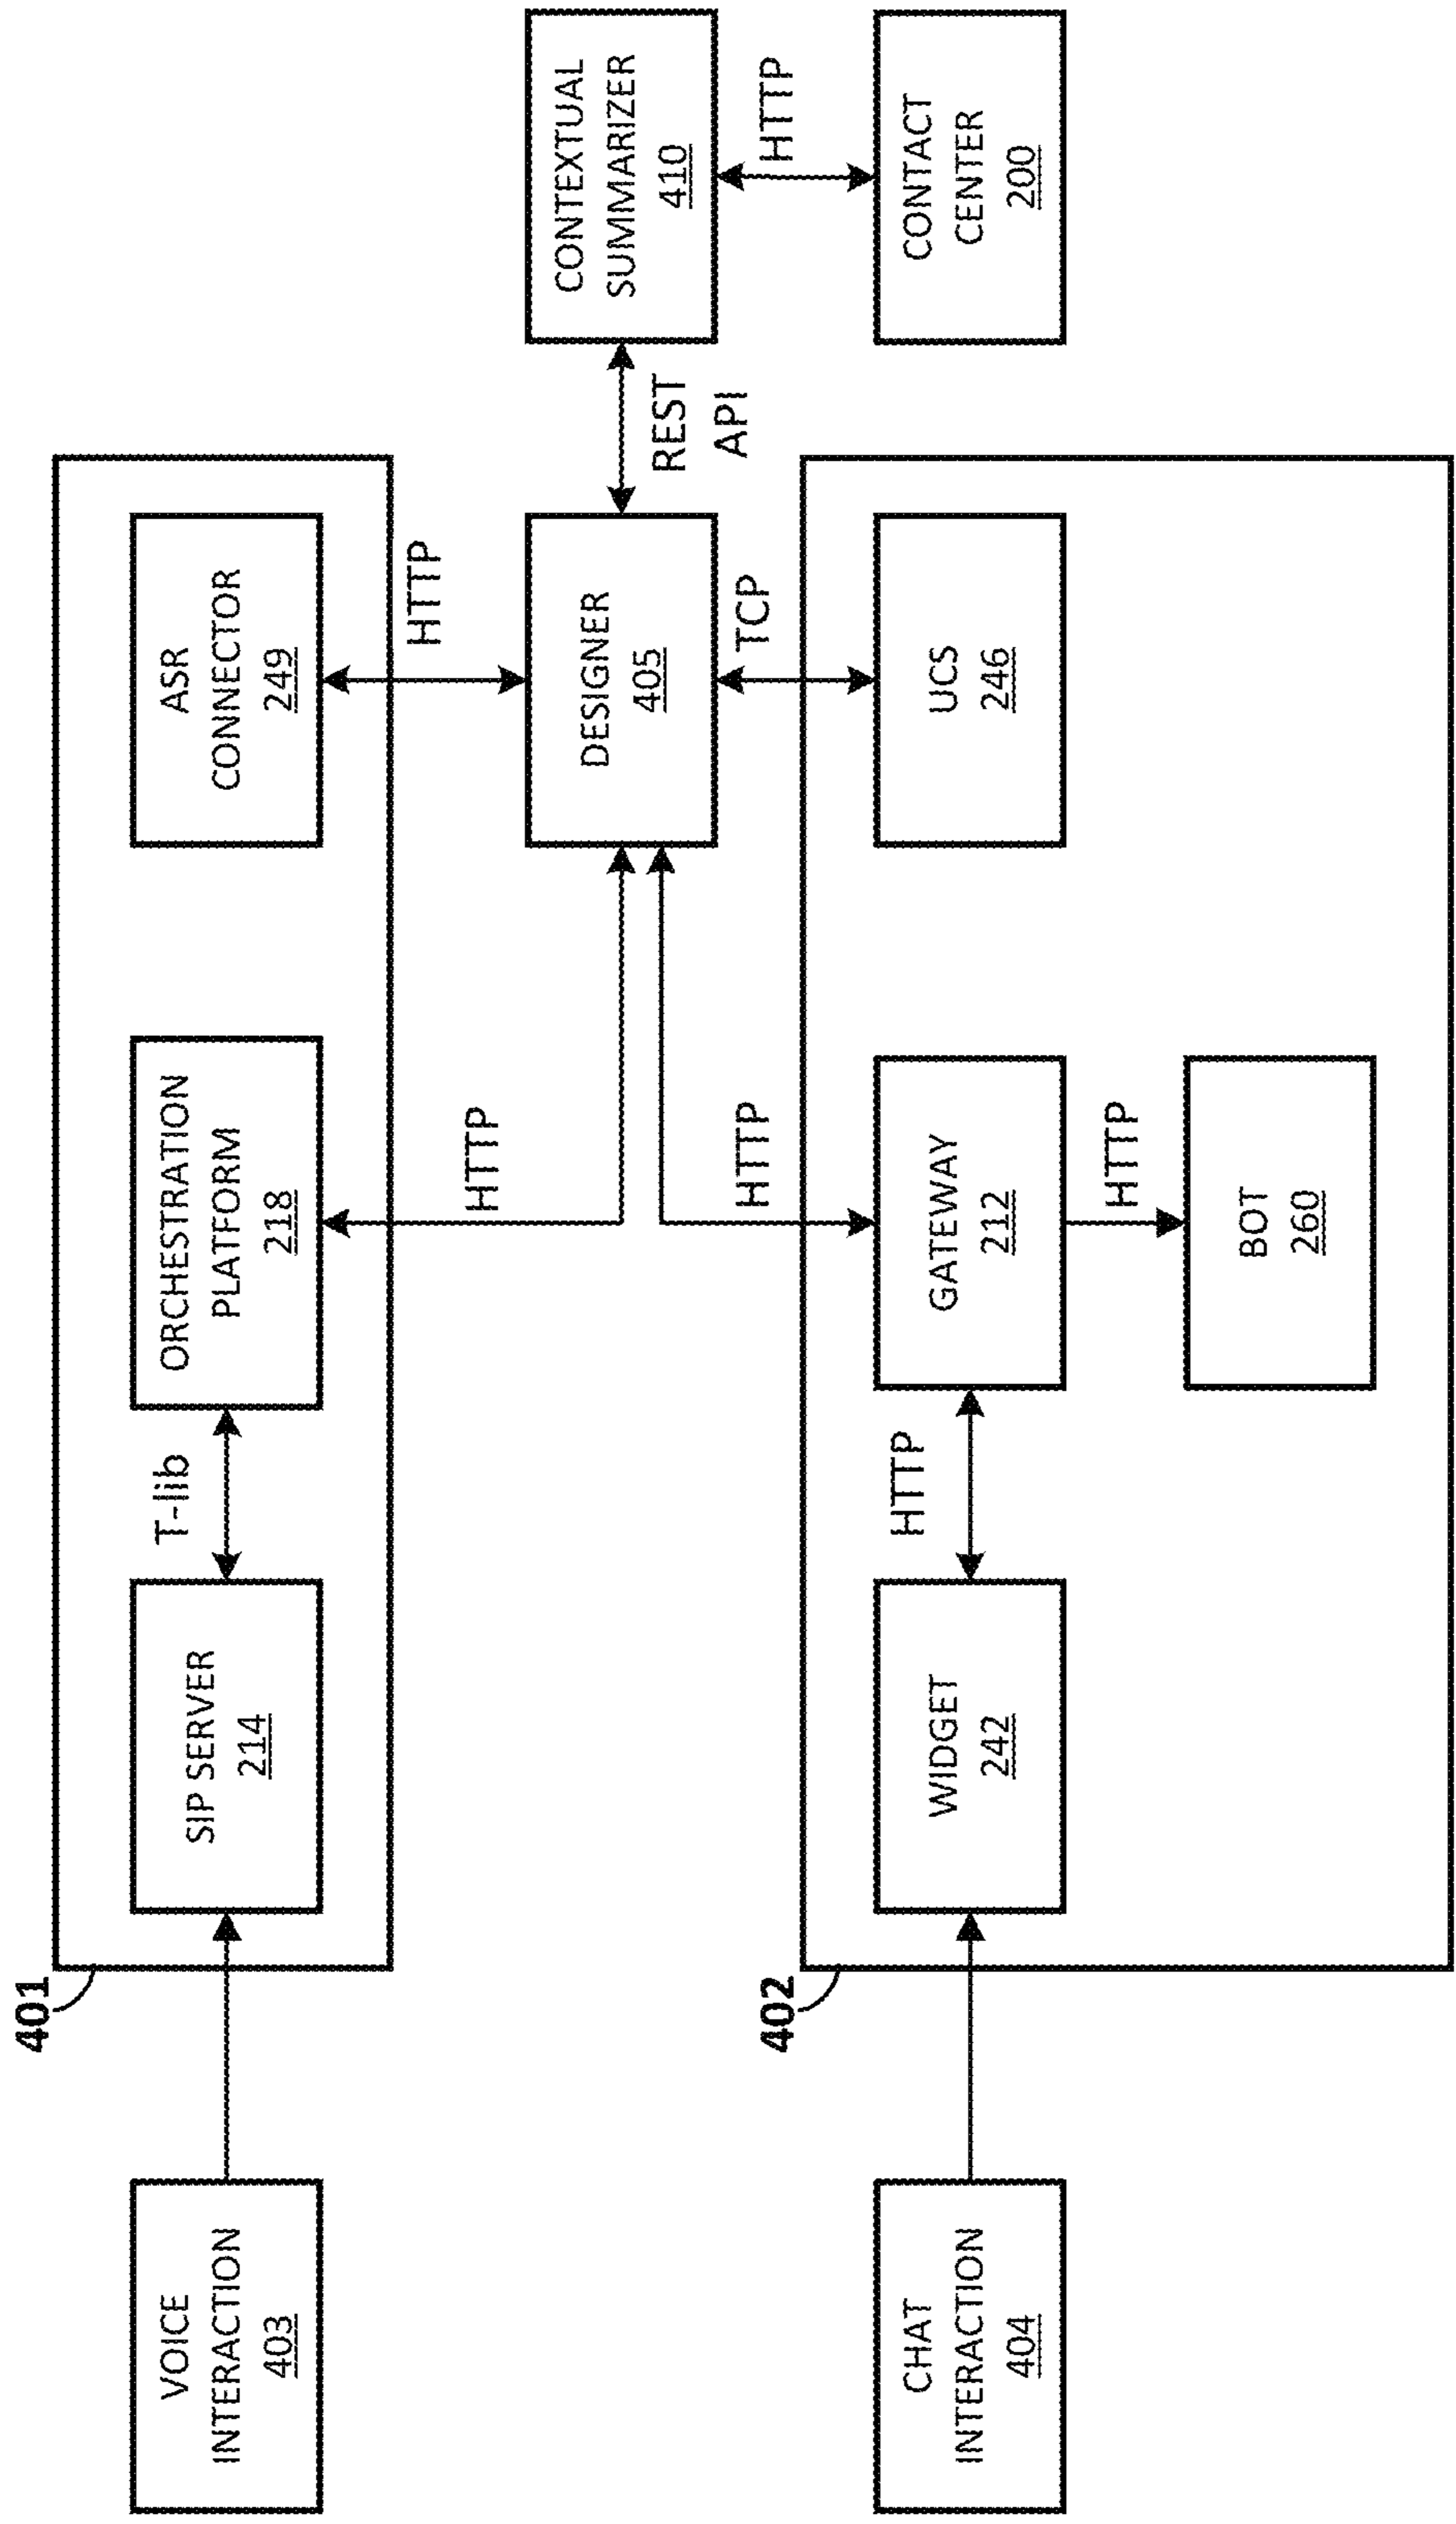 401
VOICE
INTERACTION
403
SIP SERVER
214
T-lib
ORCHESTRATION
PLATFORM
218
ASR
CONNECTOR
249
HTTP
HTTP
DESIGNER
405
REST
API
CONTEXTUAL
SUMMARIZER
410
HTTP
CONTACT
CENTER
200
HTTP
TCP
402
CHAT
INTERACTION
404
WIDGET
242
HTTP
GATEWAY
212
UCS
246
HTTP
BOT
260